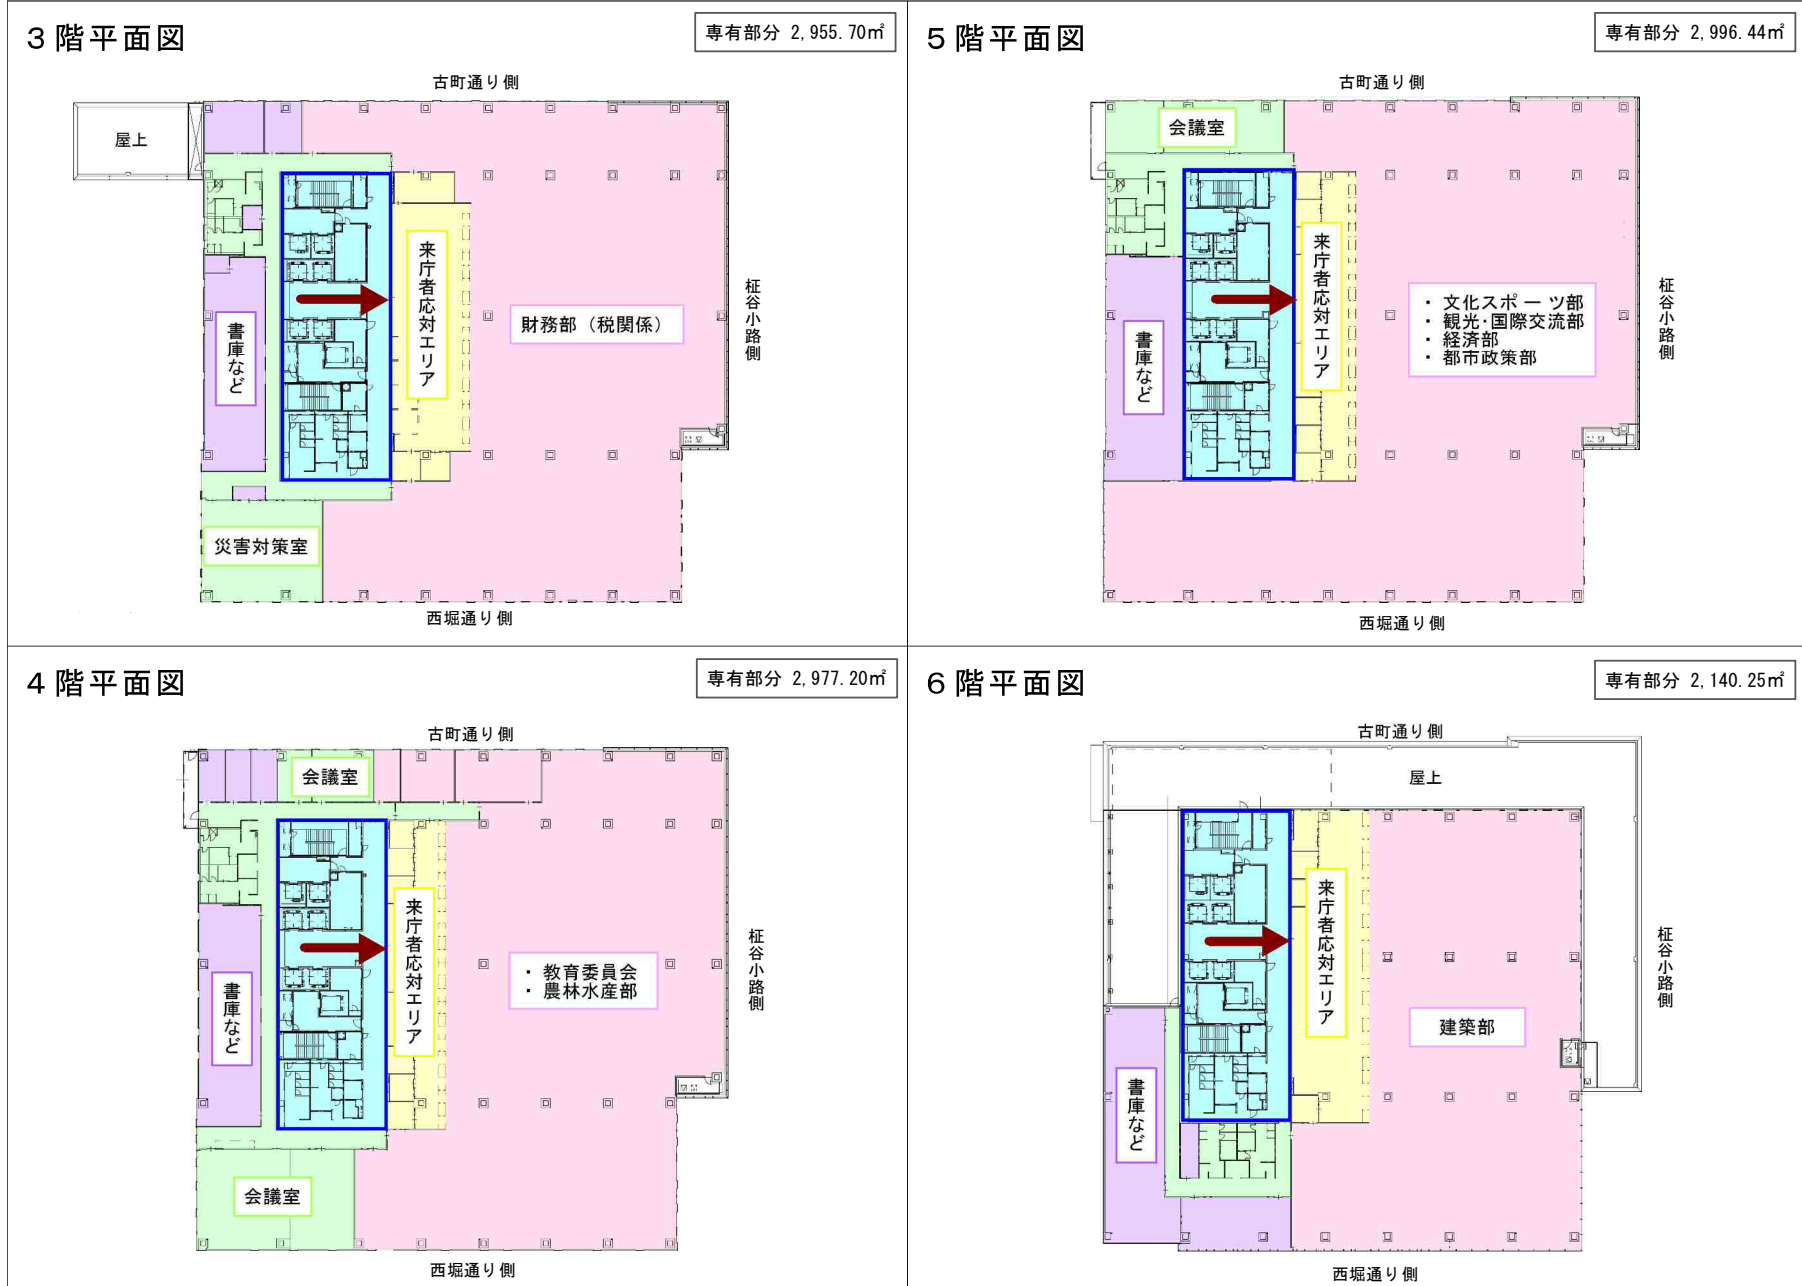 3階平面図
専有部分 2,955.70㎡
古町通り側
屋上
来庁者応対エリア
財務部（税関係）
柾谷小路側
書庫など
災害対策室
西堀通り側
5階平面図
専有部分 2,996.44㎡
古町通り側
会議室
来庁者応対エリア
・文化スポーツ部
・観光・国際交流部
・経済部
・都市政策部
柾谷小路側
書庫など
西堀通り側
4階平面図
専有部分 2,977.20㎡
古町通り側
会議室
来庁者応対エリア
・教育委員会
・農林水産部
柾谷小路側
書庫など
会議室
西堀通り側
6階平面図
専有部分 2,140.25㎡
古町通り側
屋上
来庁者応対エリア
柾谷小路側
建築部
書庫など
西堀通り側